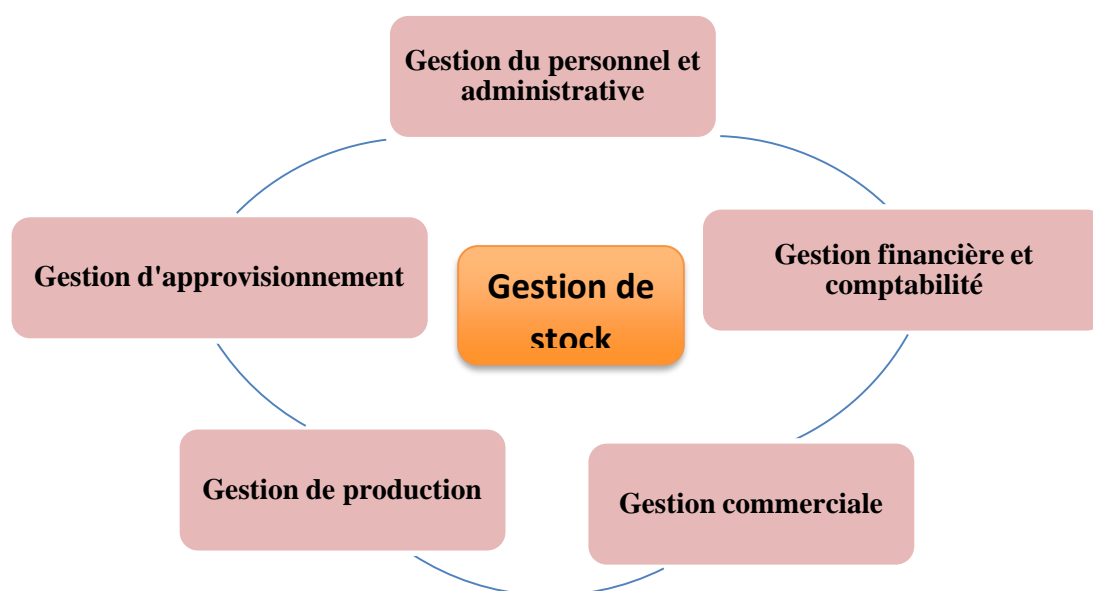 Gestion du personnel et
administrative
Gestion d'approvisionnement
Gestion de
stock
Gestion financière et
comptabilité
Gestion de production
Gestion commerciale